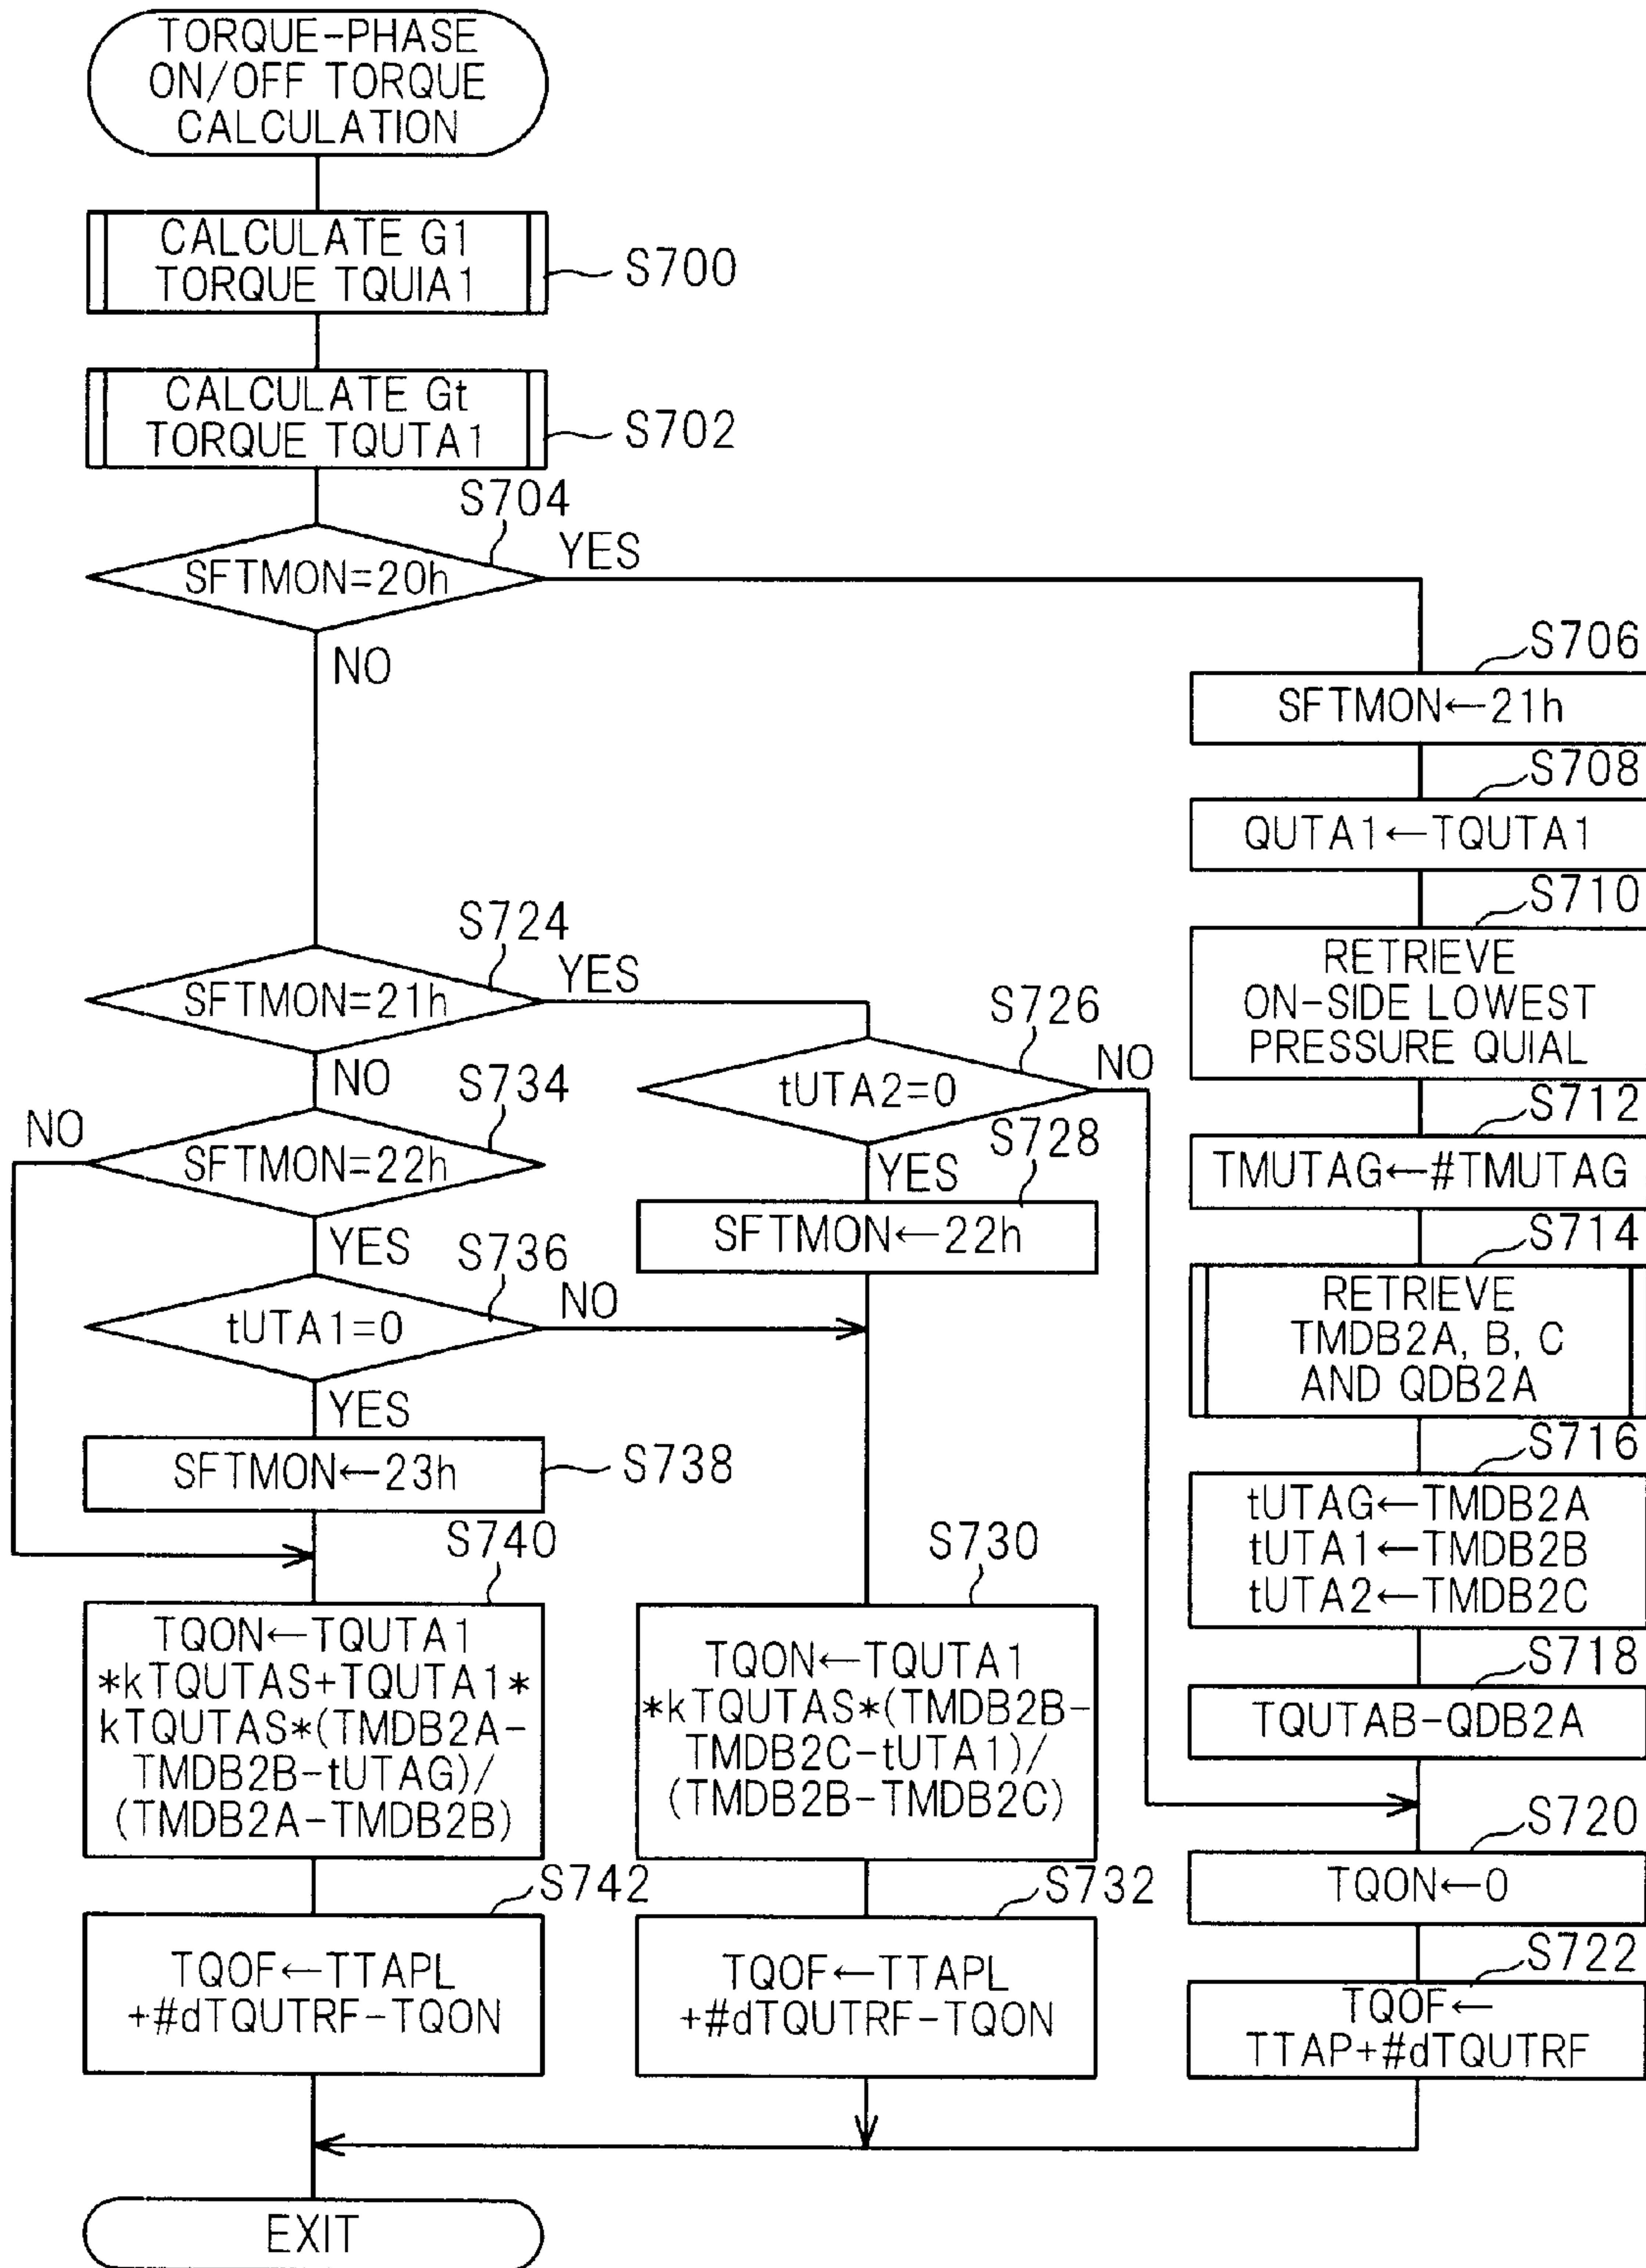 TORQUE-PHASE
ON/OFF TORQUE
CALCULATION
CALCULATE G1
TORQUE TQUIA1
S700
CALCULATE Gt
TORQUE TQUTA1
S702
S704
SFTMON=20h
YES
NO
S706
SFTMON←21h
S708
QUTA1←TQUTA1
S710
RETRIEVE
ON-SIDE LOWEST
PRESSURE QUIAL
S712
TMUTAG←#TMUTAG
S714
RETRIEVE
TMDB2A, B, C
AND QDB2A
S716
tUTAG←TMDB2A
tUTA1←TMDB2B
tUTA2←TMDB2C
S718
TQUTAB-QDB2A
S720
TQON←0
S722
TQOF←
TTAP+#dTQUTRF
S724
SFTMON=21h
YES
NO
S726
tUTA2=0
NO
YES
S728
SFTMON←22h
S734
SFTMON=22h
NO
YES
S736
tUTA1=0
NO
YES
SFTMON←23h
S738
S740
TQON←TQUTA1
*kTQUTAS+TQUTA1*
kTQUTAS*(TMDB2A-
TMDB2B-tUTAG)/
(TMDB2A-TMDB2B)
S742
TQOF←TTAPL
+#dTQUTRF-TQON
S730
TQON←TQUTA1
*kTQUTAS*(TMDB2B-
TMDB2C-tUTA1)/
(TMDB2B-TMDB2C)
S732
TQOF←TTAPL
+#dTQUTRF-TQON
EXIT